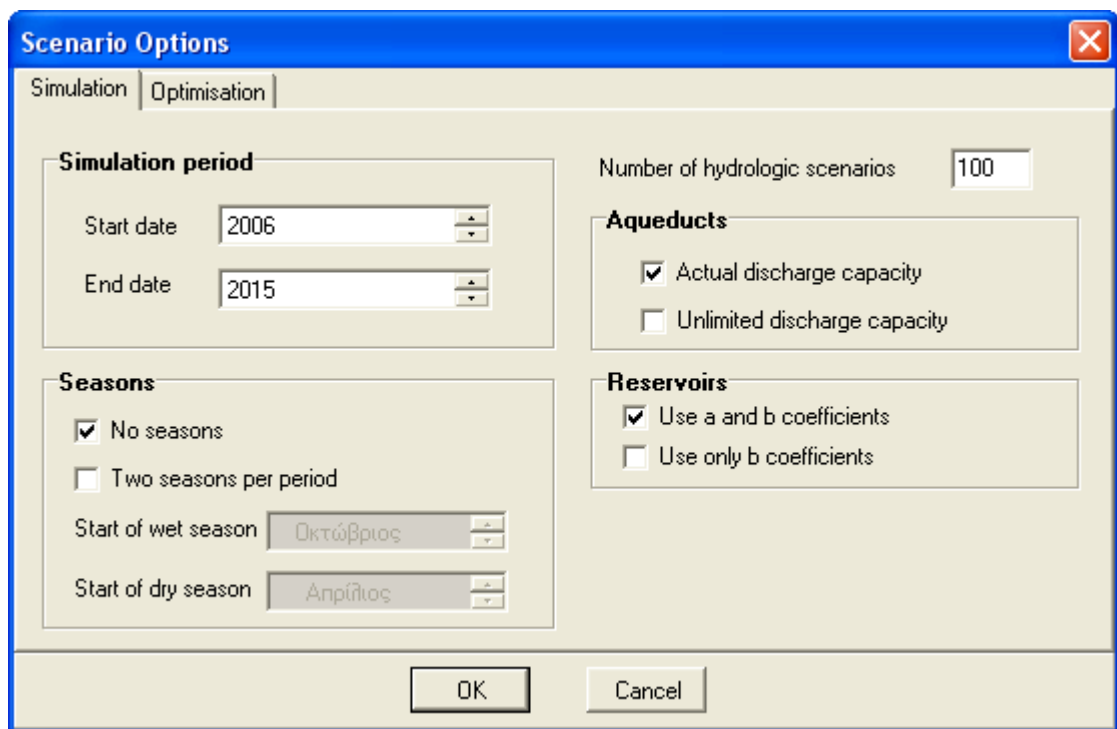 Scenario Options
Simulation
Optimisation
Simulation period
Start date
2006
End date
2015
Seasons
No seasons
Two seasons per period
Start of wet season
Οκτώβριος
Start of dry season
Απρίλιος
Number of hydrologic scenarios
100
Aqueducts
Actual discharge capacity
Unlimited discharge capacity
Reservoirs
Use a and b coefficients
Use only b coefficients
OK
Cancel